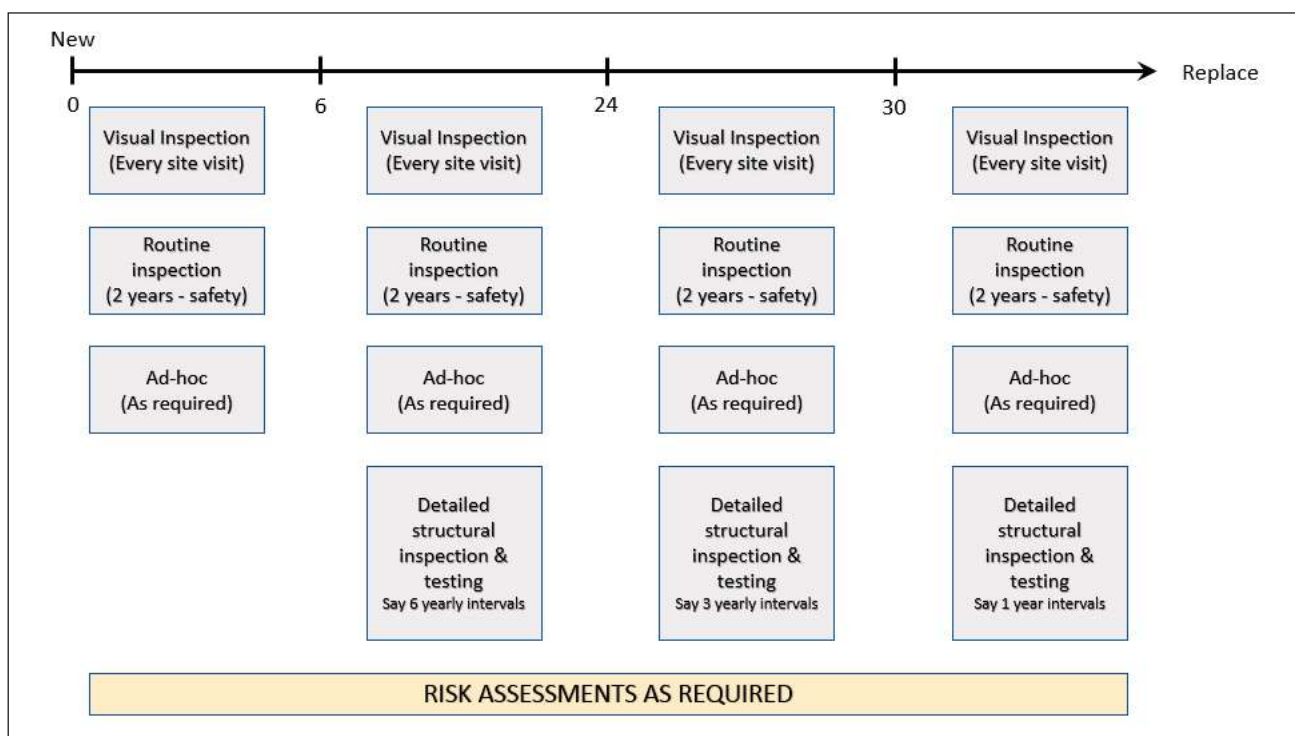 New
Replace
0
6
24
30
Visual Inspection
(Every site visit)
Visual Inspection
(Every site visit)
Visual Inspection
(Every site visit)
Visual Inspection
(Every site visit)
Routine
inspection
(2 years - safety)
Routine
inspection
(2 years - safety)
Routine
inspection
(2 years - safety)
Routine
inspection
(2 years - safety)
Ad-hoc
(As required)
Ad-hoc
(As required)
Ad-hoc
(As required)
Ad-hoc
(As required)
Detailed
structural
inspection &
testing
Say 6 yearly intervals
Detailed
structural
inspection &
testing
Say 3 yearly intervals
Detailed
structural
inspection &
testing
Say 1 year intervals
RISK ASSESSMENTS AS REQUIRED